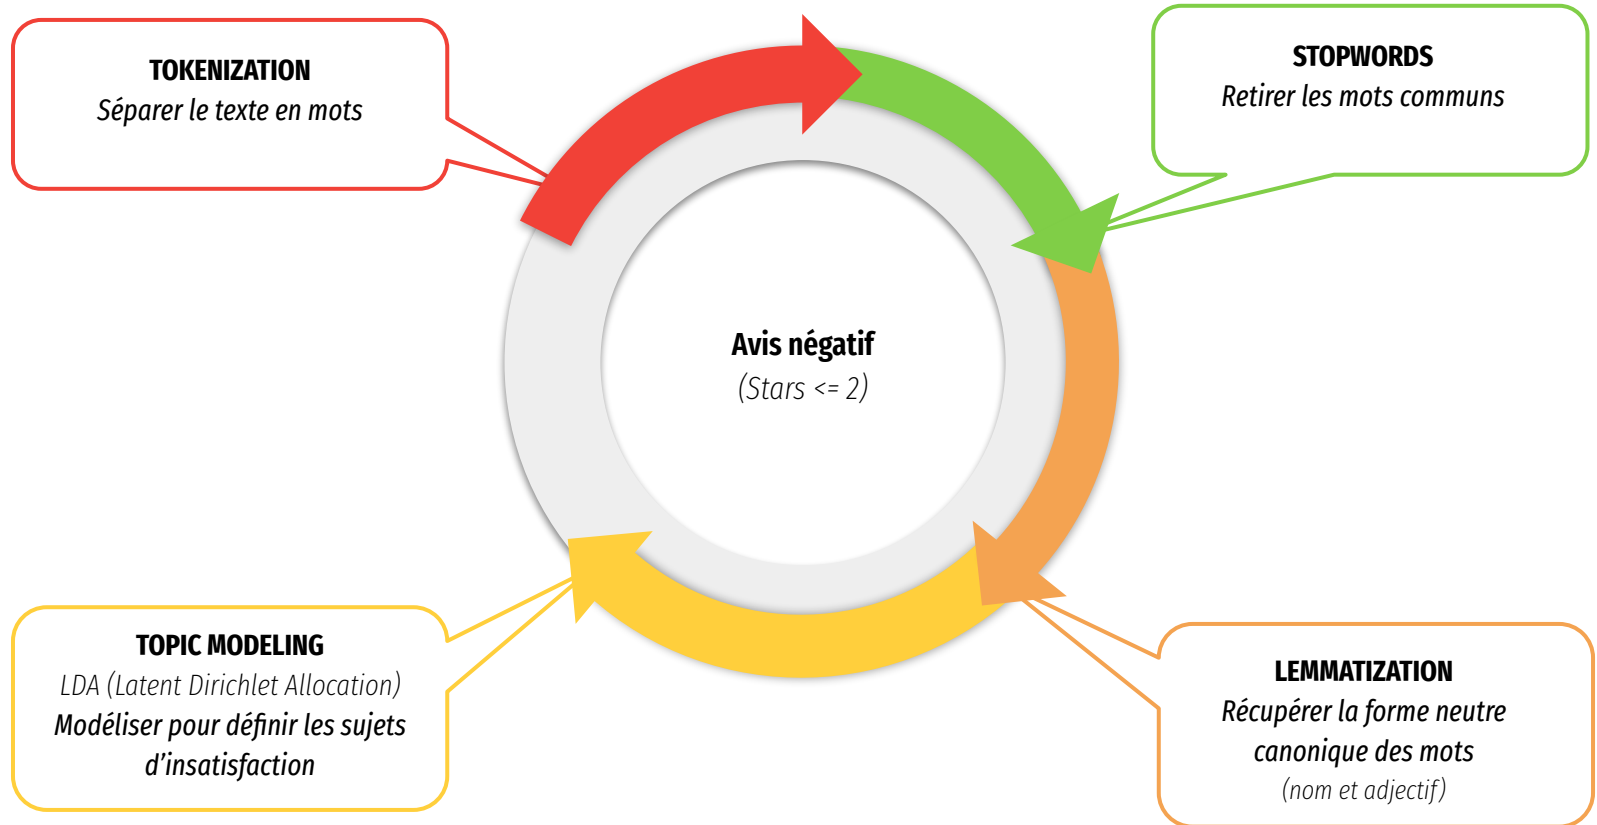 TOKENIZATION
Séparer le texte en mots
STOPWORDS
Retirer les mots communs
Avis négatif
(Stars <= 2)
TOPIC MODELING
LDA (Latent Dirichlet Allocation)
Modéliser pour définir les sujets
d’insatisfaction
LEMMATIZATION
Récupérer la forme neutre
canonique des mots
(nom et adjectif)